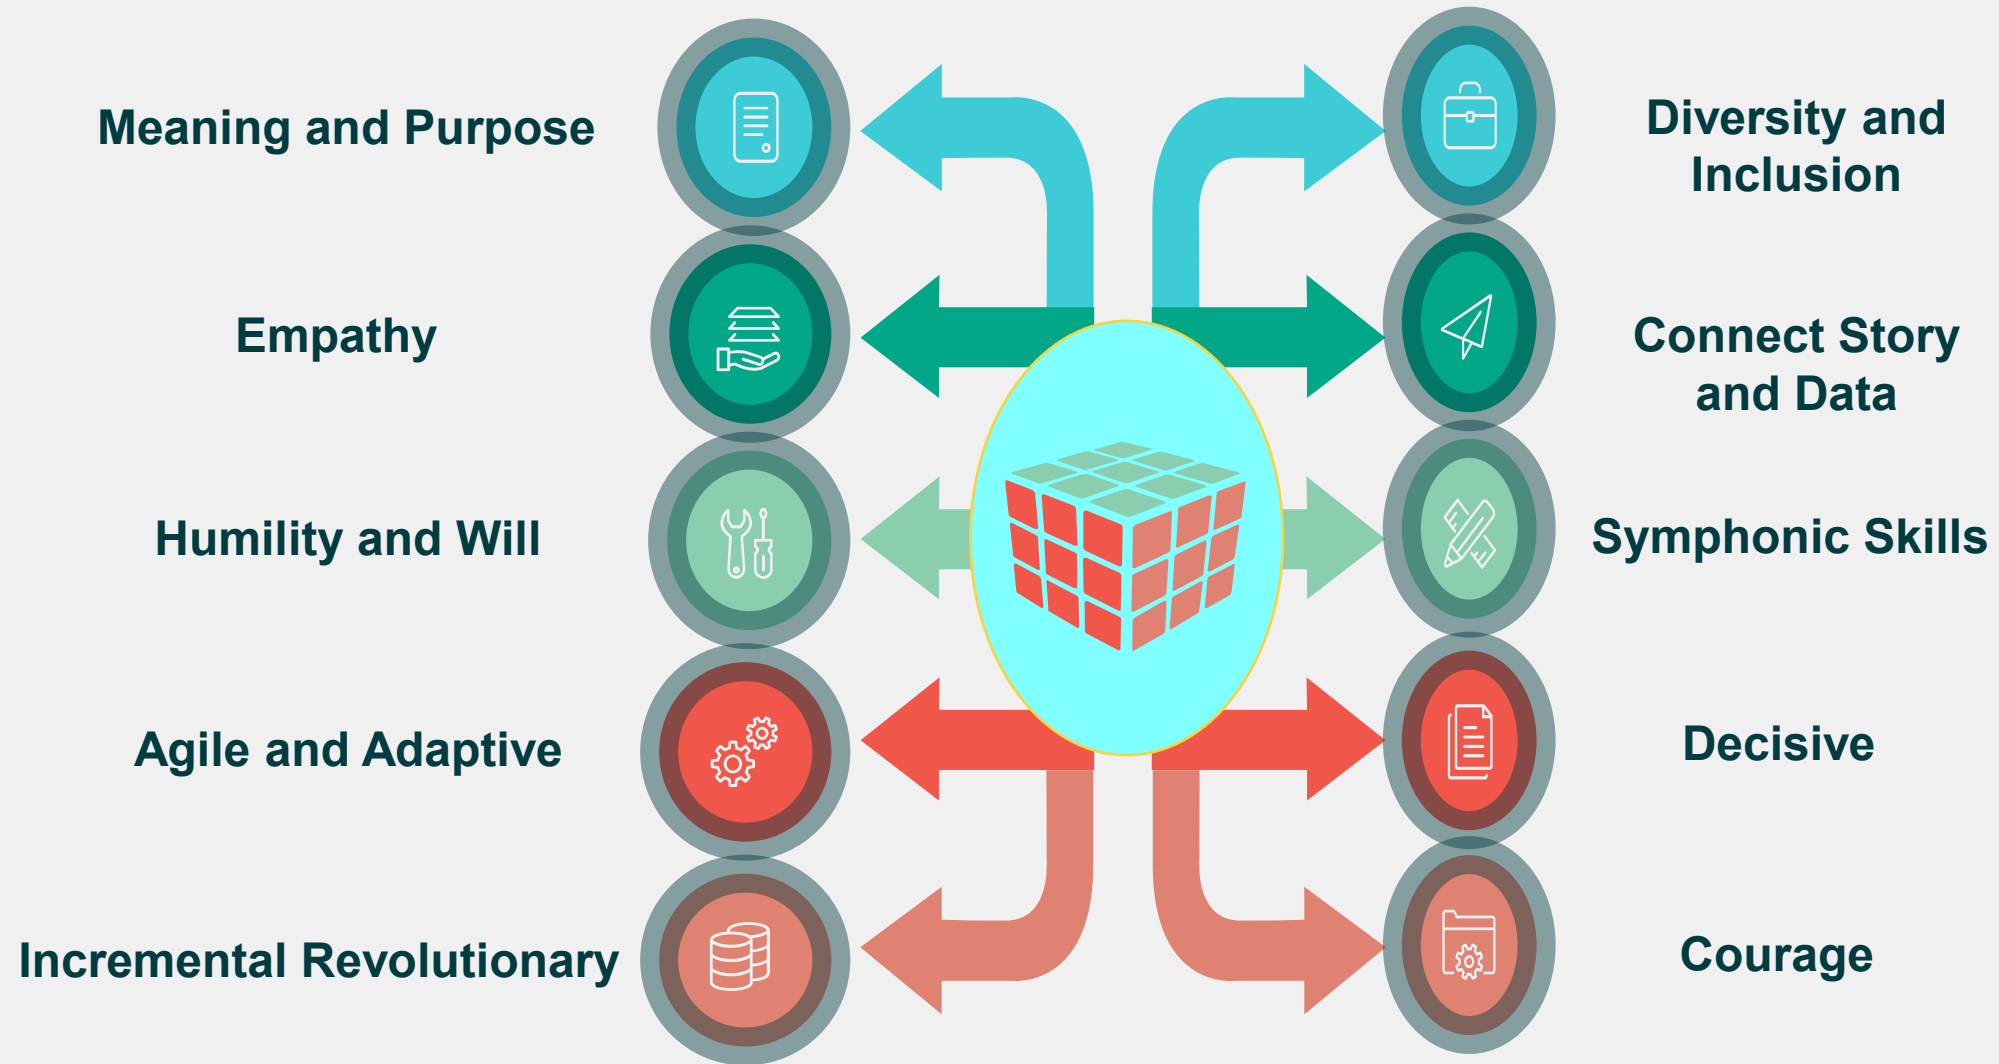 Meaning and Purpose
Empathy
Humility and Will
Agile and Adaptive
Incremental Revolutionary
Diversity and
Inclusion
Connect Story
and Data
Symphonic Skills
Decisive
Courage